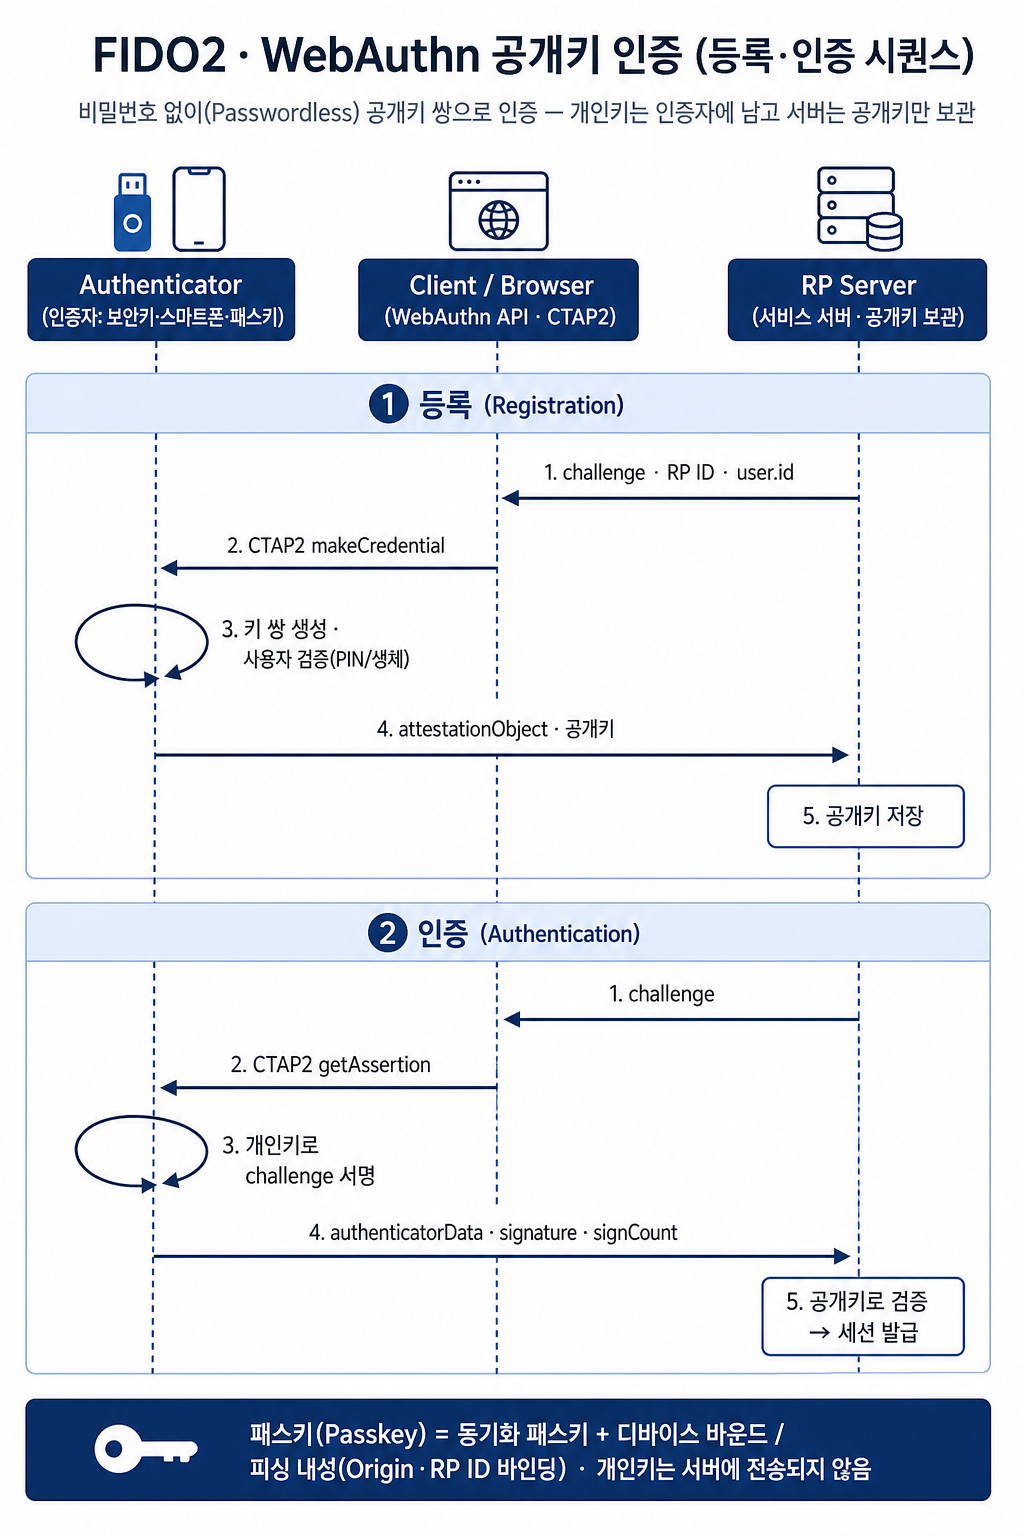 FIDO2 · WebAuthn 공개키 인증 (등록·인증 시퀀스)
비밀번호 없이(Passwordless) 공개키 쌍으로 인증 — 개인키는 인증자에 남고 서버는 공개키만 보관
Authenticator
(인증자: 보안키·스마트폰·패스키)
Client / Browser
(WebAuthn API · CTAP2)
RP Server
(서비스 서버 · 공개키 보관)
1 등록 (Registration)
1. challenge · RP ID · user.id
2. CTAP2 makeCredential
3. 키 쌍 생성 ·
사용자 검증(PIN/생체)
4. attestationObject · 공개키
5. 공개키 저장
2 인증 (Authentication)
1. challenge
2. CTAP2 getAssertion
3. 개인키로
challenge 서명
4. authenticatorData · signature · signCount
5. 공개키로 검증
→ 세션 발급
패스키(Passkey) = 동기화 패스키 + 디바이스 바운드 /
피싱 내성(Origin · RP ID 바인딩) · 개인키는 서버에 전송되지 않음